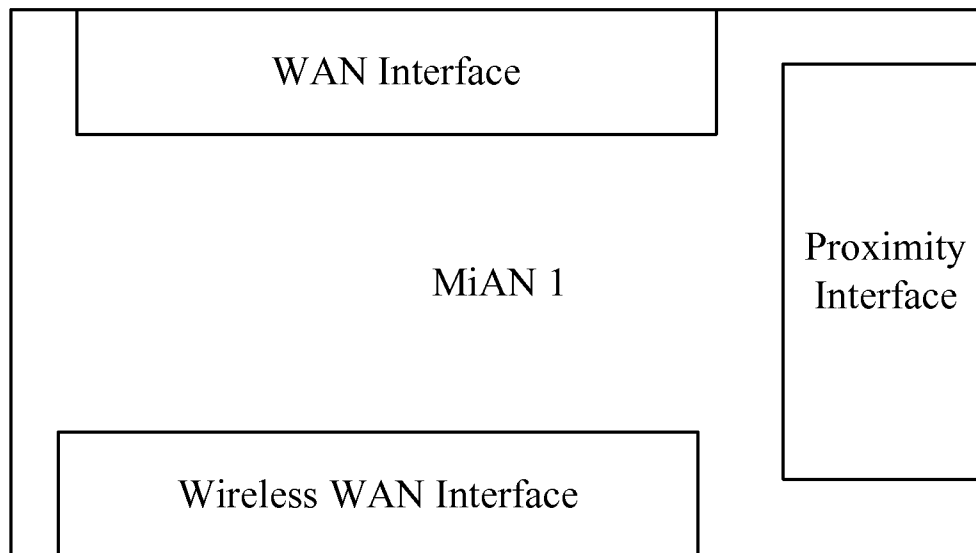 WAN Interface
MiAN 1
Proximity
Interface
Wireless WAN Interface